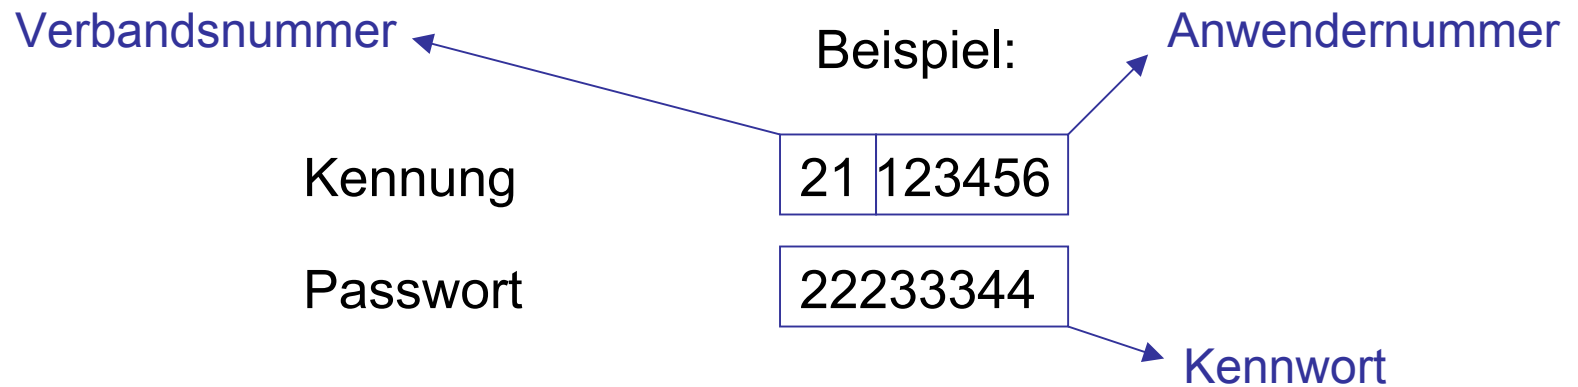 Verbandsnummer
Beispiel:
Anwendernummer
Kennung 21 123456
Passwort 22233344
Kennwort